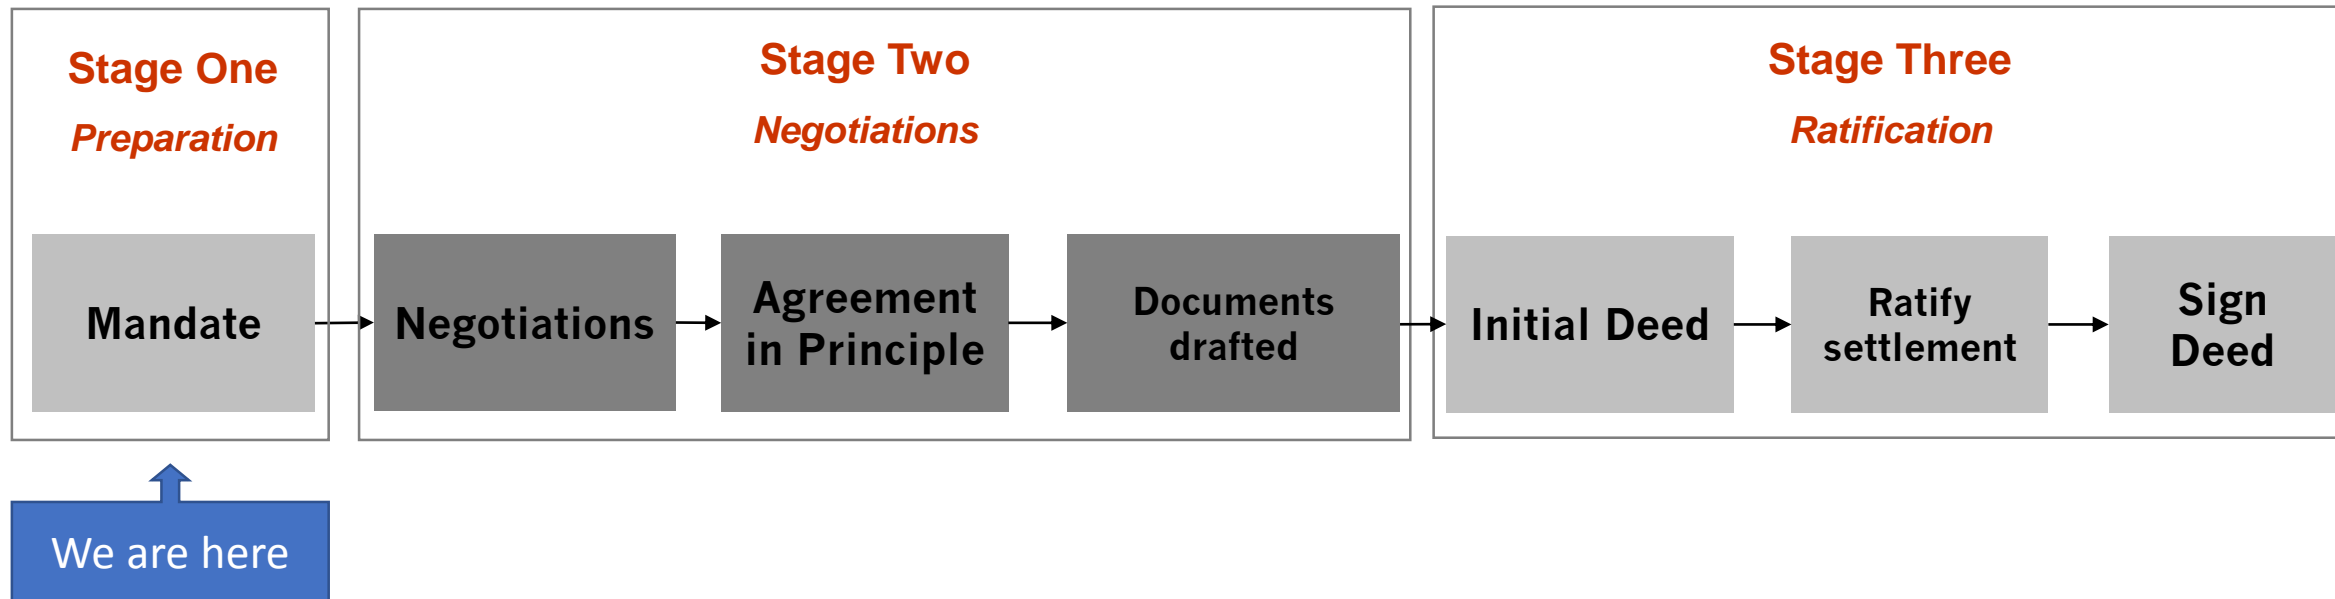 Stage One
Preparation
Stage Two
Negotiations
Stage Three
Ratification
Mandate
Negotiations
Agreement
in Principle
Documents
drafted
Initial Deed
Ratify
settlement
Sign
Deed
We are here